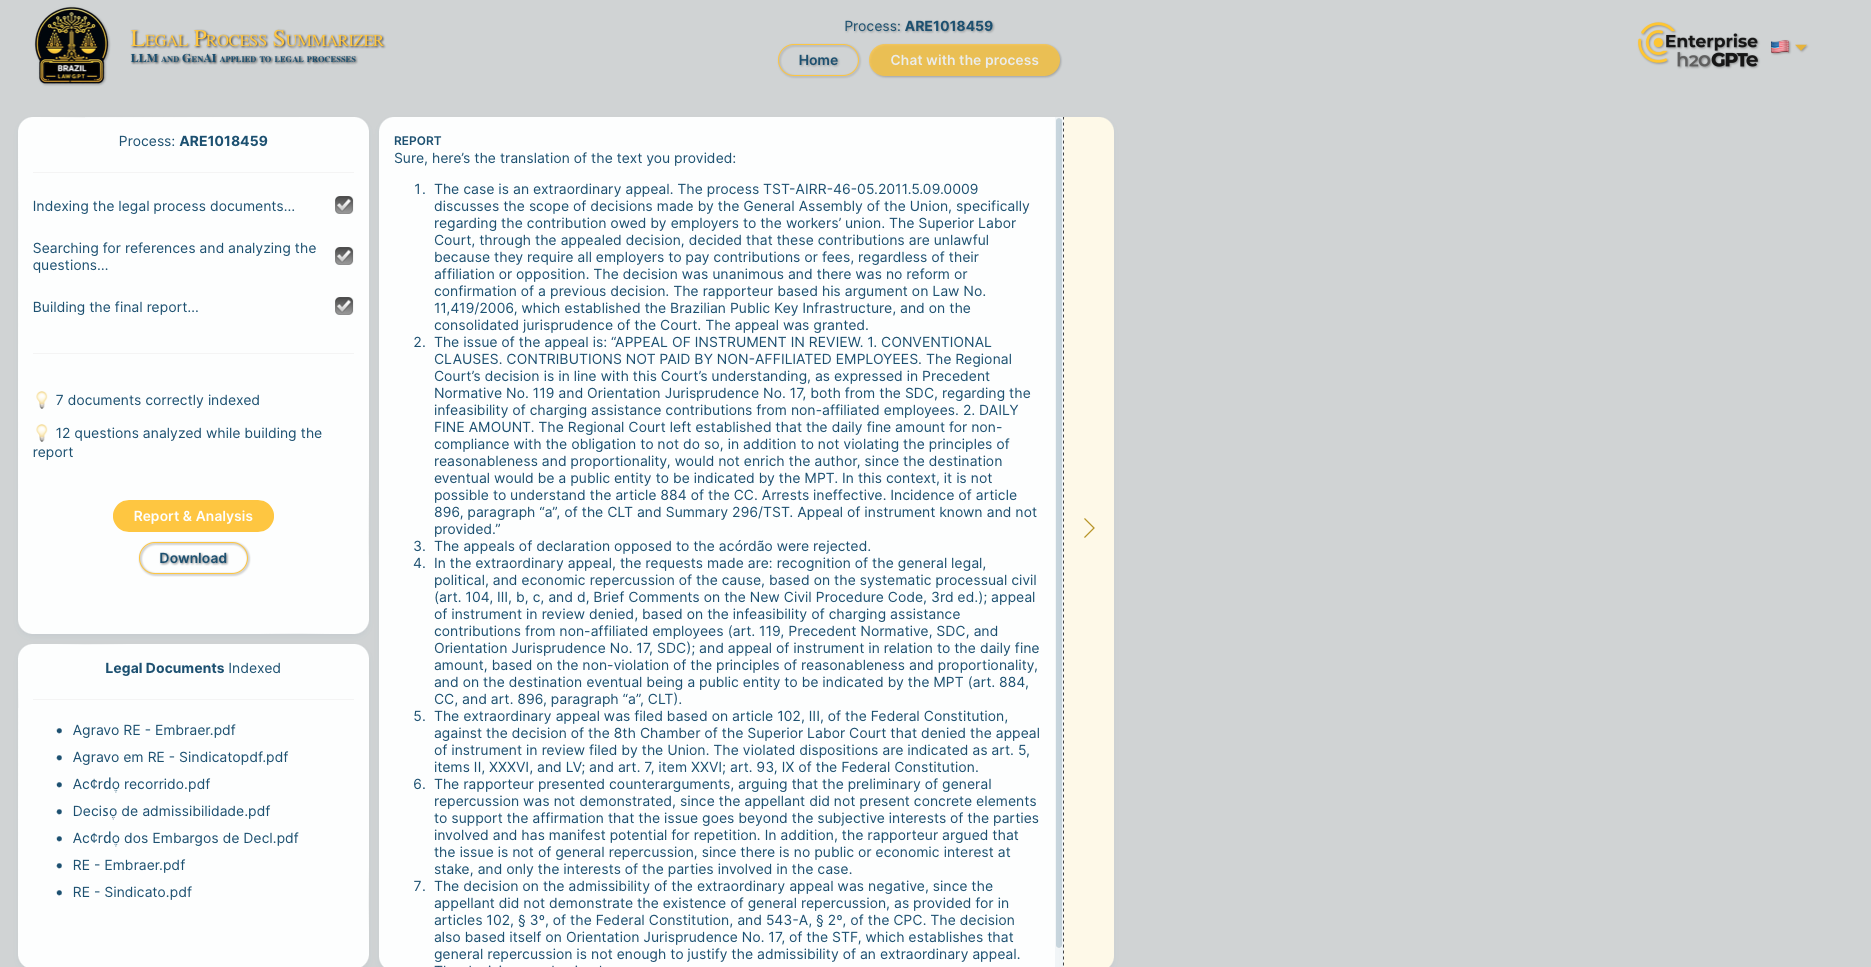 BRAZIL
LAW GPT
Legal Process Summarizer
LLM and GenAI applied to legal processes
Process: ARE1018459
Home
Chat with the process
Enterprise
h2oGPTe
Process: ARE1018459
Indexing the legal process documents...
Searching for references and analyzing the
questions...
Building the final report...
7 documents correctly indexed
12 questions analyzed while building the
report
Report & Analysis
Download
Legal Documents Indexed
• Agravo RE - Embraer.pdf
• Agravo em RE - Sindicatopdf.pdf
• Ac¢rdọ recorrido.pdf
• Decisọ de admissibilidade.pdf
• Ac¢rdọ dos Embargos de Decl.pdf
• RE - Embraer.pdf
• RE - Sindicato.pdf
REPORT
Sure, here’s the translation of the text you provided:
1. The case is an extraordinary appeal. The process TST-AIRR-46-05.2011.5.09.0009
discusses the scope of decisions made by the General Assembly of the Union, specifically
regarding the contribution owed by employers to the workers’ union. The Superior Labor
Court, through the appealed decision, decided that these contributions are unlawful
because they require all employers to pay contributions or fees, regardless of their
affiliation or opposition. The decision was unanimous and there was no reform or
confirmation of a previous decision. The rapporteur based his argument on Law No.
11,419/2006, which established the Brazilian Public Key Infrastructure, and on the
consolidated jurisprudence of the Court. The appeal was granted.
2. The issue of the appeal is: “APPEAL OF INSTRUMENT IN REVIEW. 1. CONVENTIONAL
CLAUSES. CONTRIBUTIONS NOT PAID BY NON-AFFILIATED EMPLOYEES. The Regional
Court’s decision is in line with this Court’s understanding, as expressed in Precedent
Normative No. 119 and Orientation Jurisprudence No. 17, both from the SDC, regarding the
infeasibility of charging assistance contributions from non-affiliated employees. 2. DAILY
FINE AMOUNT. The Regional Court left established that the daily fine amount for non-
compliance with the obligation to not do so, in addition to not violating the principles of
reasonableness and proportionality, would not enrich the author, since the destination
eventual would be a public entity to be indicated by the MPT. In this context, it is not
possible to understand the article 884 of the CC. Arrests ineffective. Incidence of article
896, paragraph “a”, of the CLT and Summary 296/TST. Appeal of instrument known and not
provided.”
3. The appeals of declaration opposed to the acórdão were rejected.
4. In the extraordinary appeal, the requests made are: recognition of the general legal,
political, and economic repercussion of the cause, based on the systematic processual civil
(art. 104, III, b, c, and d, Brief Comments on the New Civil Procedure Code, 3rd ed.); appeal
of instrument in review denied, based on the infeasibility of charging assistance
contributions from non-affiliated employees (art. 119, Precedent Normative, SDC, and
Orientation Jurisprudence No. 17, SDC); and appeal of instrument in relation to the daily fine
amount, based on the non-violation of the principles of reasonableness and proportionality,
and on the destination eventual being a public entity to be indicated by the MPT (art. 884,
CC, and art. 896, paragraph “a”, CLT).
5. The extraordinary appeal was filed based on article 102, III, of the Federal Constitution,
against the decision of the 8th Chamber of the Superior Labor Court that denied the appeal
of instrument in review filed by the Union. The violated dispositions are indicated as art. 5,
items II, XXXVI, and LV; and art. 7, item XXVI; art. 93, IX of the Federal Constitution.
6. The rapporteur presented counterarguments, arguing that the preliminary of general
repercussion was not demonstrated, since the appellant did not present concrete elements
to support the affirmation that the issue goes beyond the subjective interests of the parties
involved and has manifest potential for repetition. In addition, the rapporteur argued that
the issue is not of general repercussion, since there is no public or economic interest at
stake, and only the interests of the parties involved in the case.
7. The decision on the admissibility of the extraordinary appeal was negative, since the
appellant did not demonstrate the existence of general repercussion, as provided for in
articles 102, § 3º, of the Federal Constitution, and 543-A, § 2º, of the CPC. The decision
also based itself on Orientation Jurisprudence No. 17, of the STF, which establishes that
general repercussion is not enough to justify the admissibility of an extraordinary appeal.